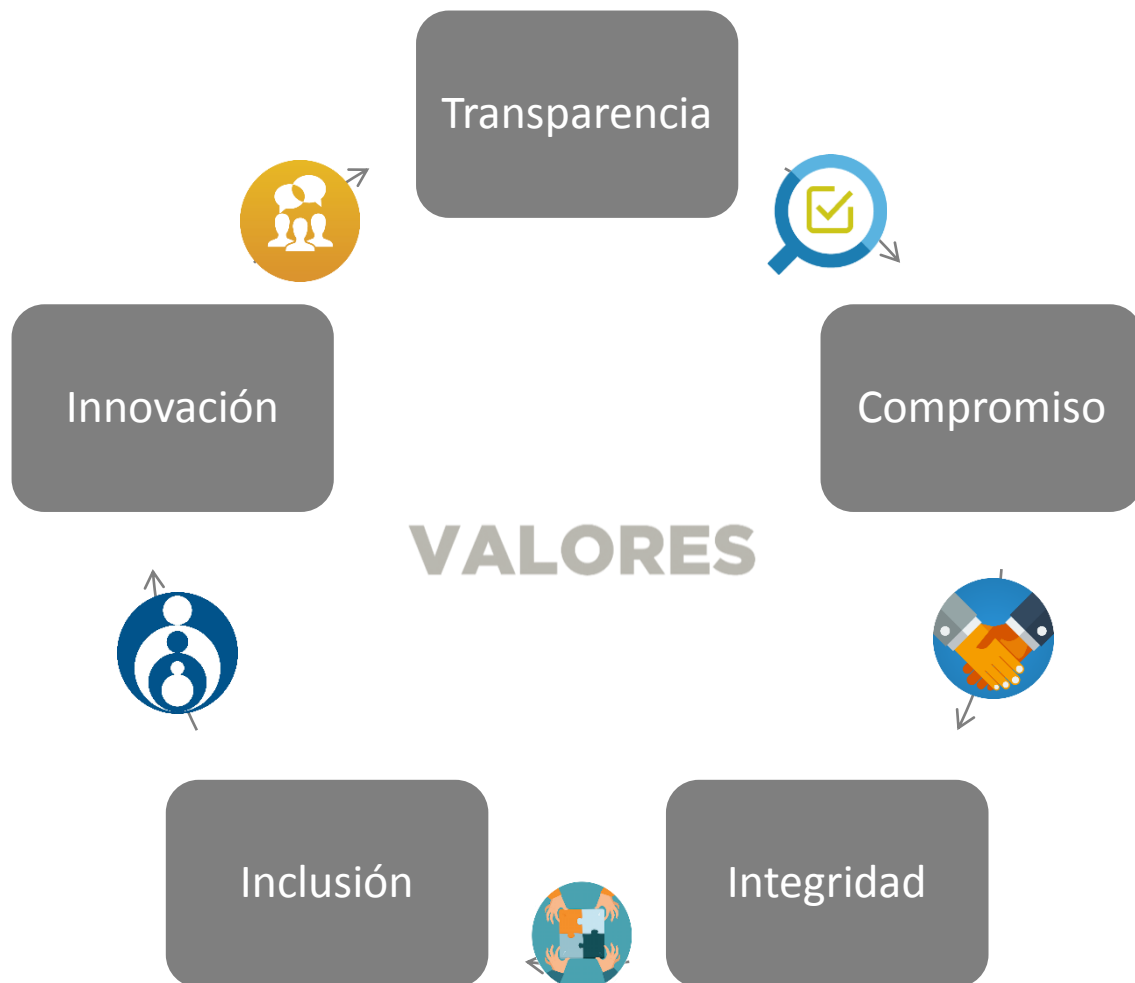 Transparencia
Innovación
Compromiso
VALORES
Inclusión
Integridad